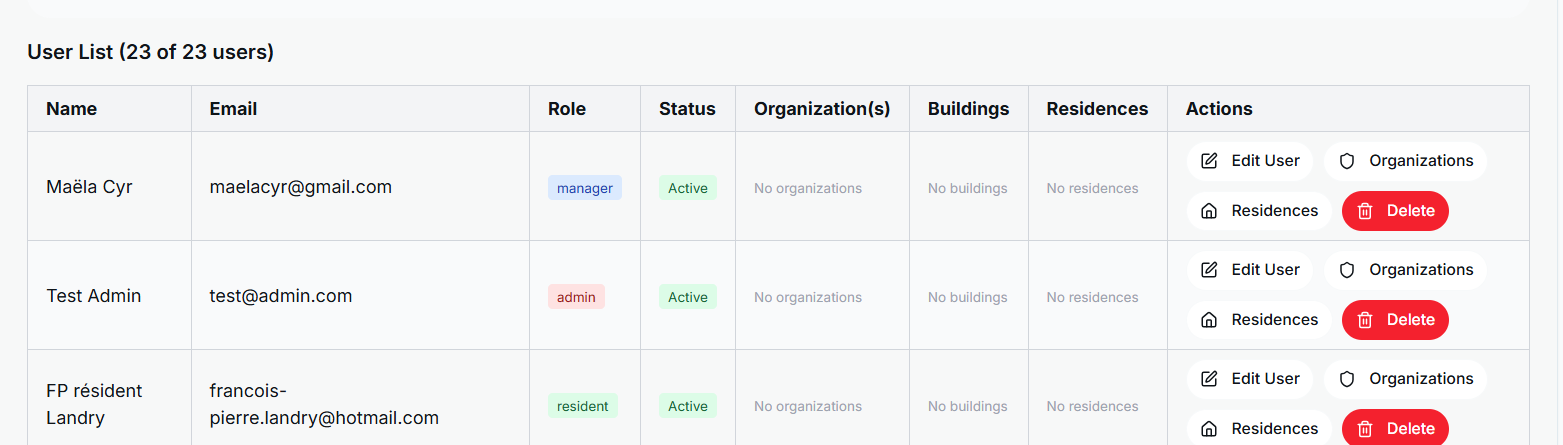 User List (23 of 23 users)
Name Email Role Status Organization(s) Buildings Residences Actions
Maëla Cyr maelacyr@gmail.com manager Active No organizations No buildings No residences
Edit User Organizations
Residences Delete
Test Admin test@admin.com admin Active No organizations No buildings No residences
Edit User Organizations
Residences Delete
FP résident
Landry
francois-
pierre.landry@hotmail.com
resident Active No organizations No buildings No residences
Edit User Organizations
Residences Delete